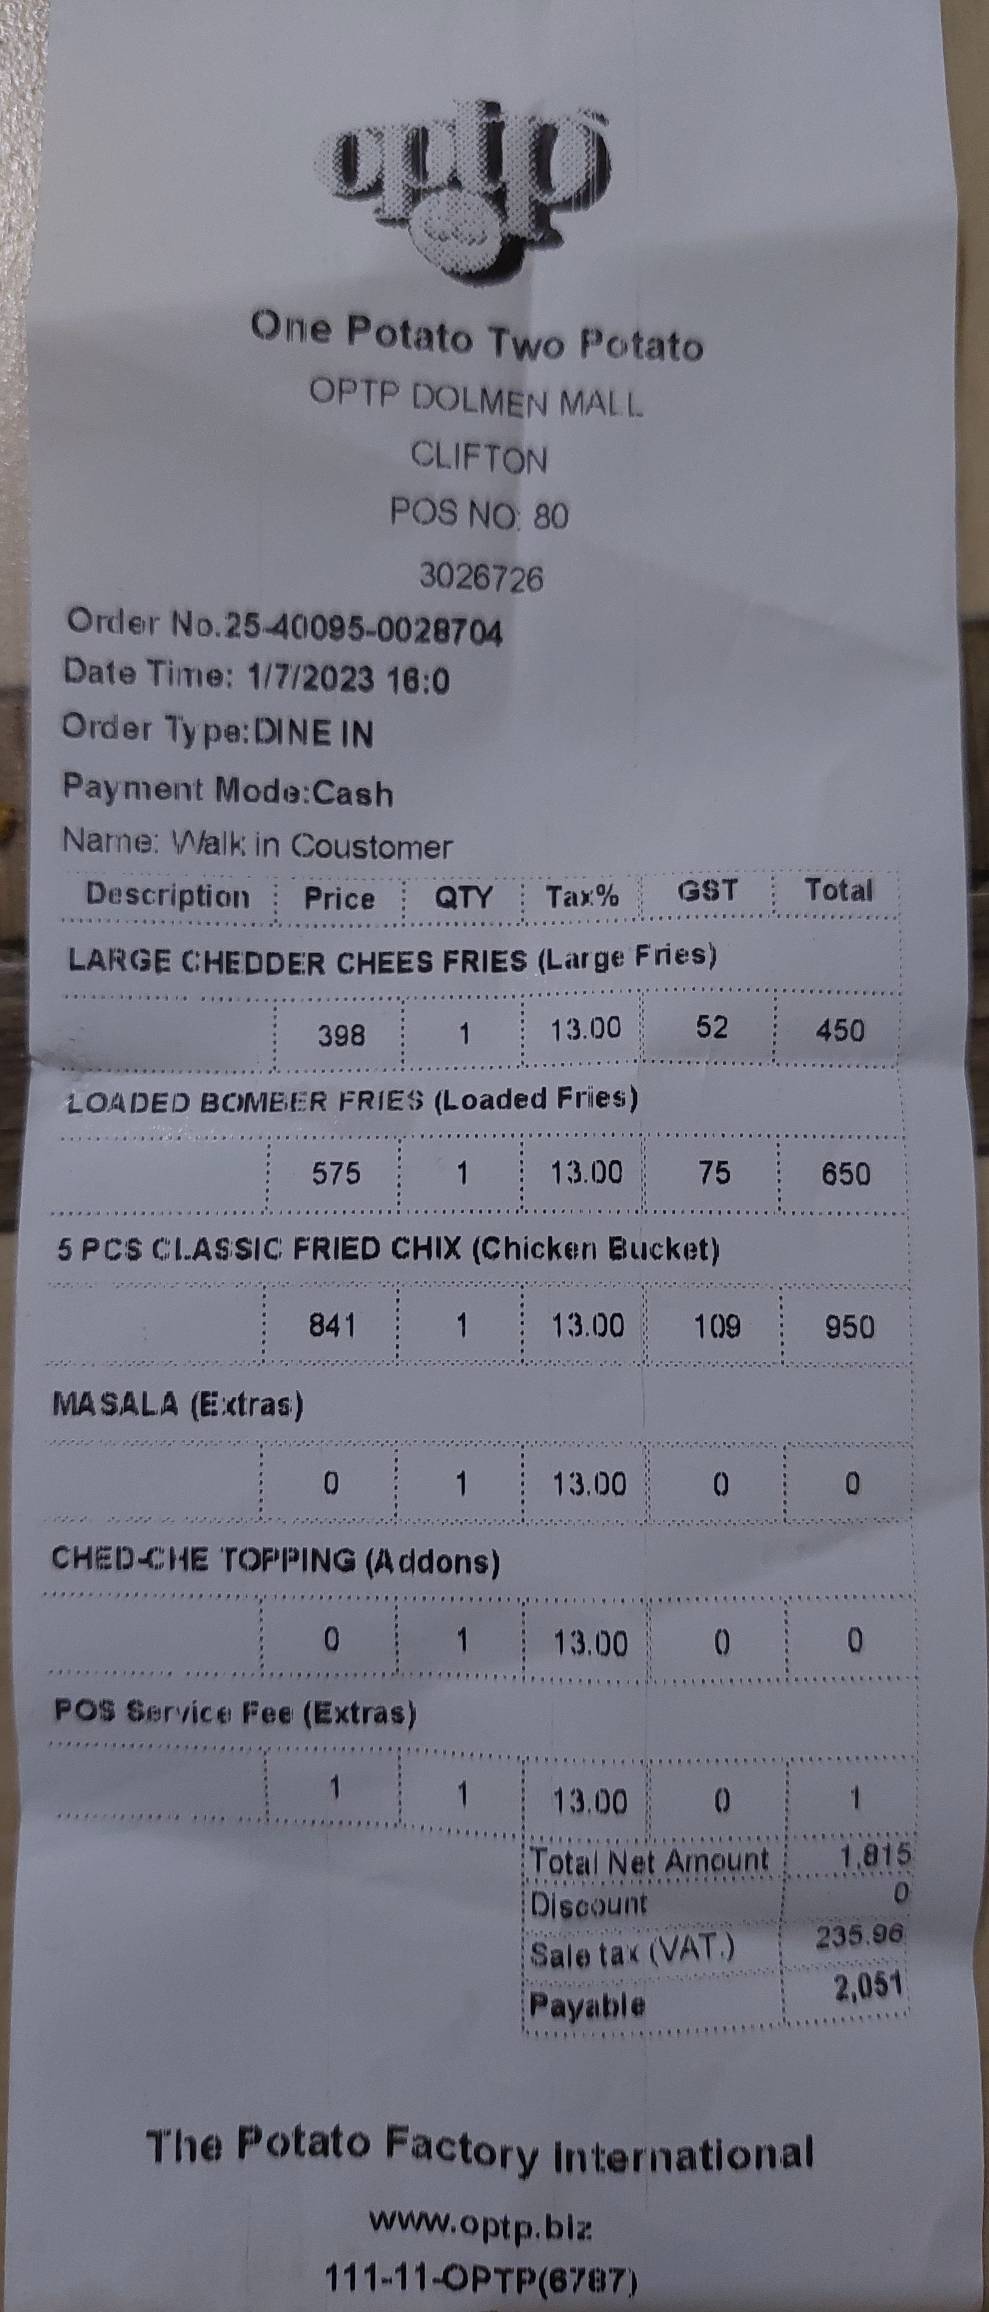 optp
One Potato Two Potato
OPTP DOLMEN MALL
CLIFTON
POS NO: 80
3026726
Order No.25-40095-0028704
Date Time: 1/7/2023 16:0
Order Type:DINE IN
Payment Mode:Cash
Name: Walk in Coustomer
Description Price QTY Tax% GST Total
LARGE CHEDDER CHEES FRIES (Large Fries)
398 1 13.00 52 450
LOADED BOMBER FRIES (Loaded Fries)
575 1 13.00 75 650
5 PCS CLASSIC FRIED CHIX (Chicken Bucket)
841 1 13.00 109 950
MASALA (Extras)
0 1 13.00 0 0
CHED-CHE TOPPING (Addons)
0 1 13.00 0 0
POS Service Fee (Extras)
1 1 13.00 0 1
Total Net Amount 1,815
Discount 0
Sale tax (VAT.) 235.96
Payable 2,051
The Potato Factory International
www.optp.biz
111-11-OPTP(6787)